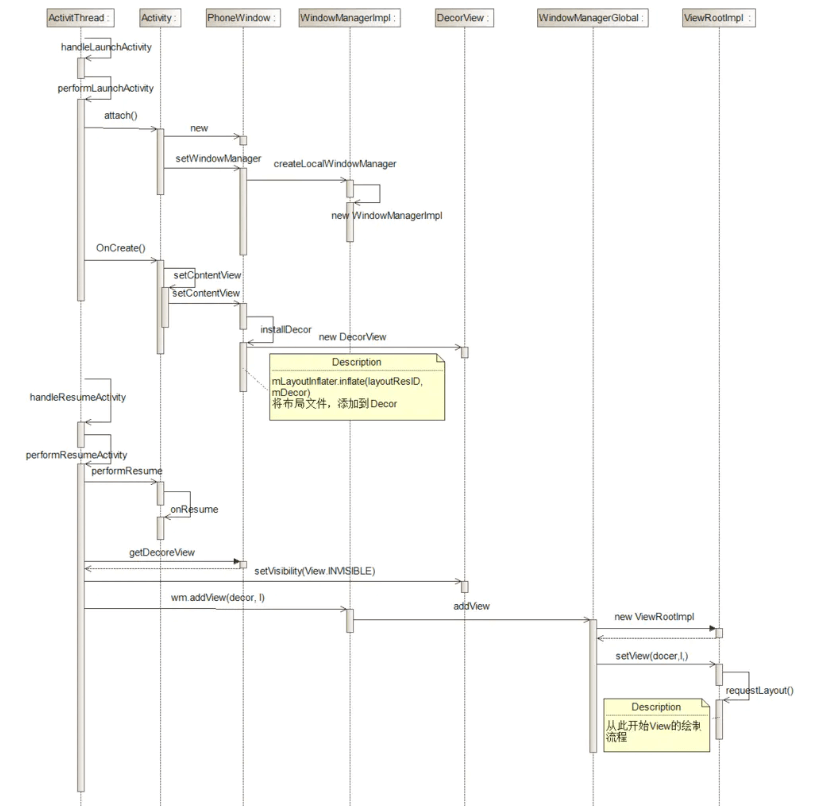 ActivitThread : Activity : PhoneWindow : WindowManagerImpl : DecorView : WindowManagerGlobal : ViewRootImpl :
handleLaunchActivity
performLaunchActivity
attach()
new
setWindowManager
createLocalWindowManager
new WindowManagerImpl
OnCreate()
setContentView
setContentView
installDecor
new DecorView
Description
mLayoutInflater.inflate(layoutResID,
mDecor)
将布局文件，添加到Decor
handleResumeActivity
performResumeActivity
performResume
onResume
getDecoreView
setVisibility(View.INVISIBLE)
wm.addView(decor, l)
addView
new ViewRootImpl
setView(docer,l,)
requestLayout()
Description
从此开始View的绘制
流程